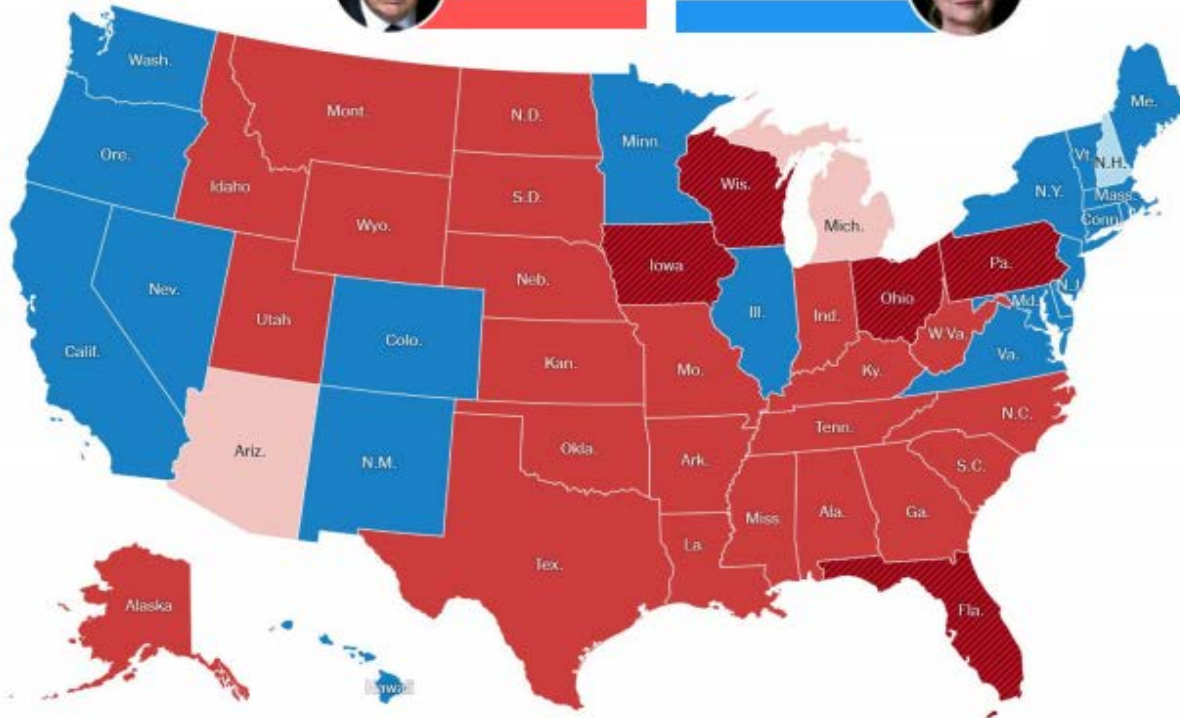 Wash.
Me.
Mont.
N.D.
Minn.
Ore.
Vt.
N.H.
Idaho
Wis.
N.Y.
Mass.
S.D.
Conn.
Wyo.
Mich.
Iowa
Pa.
Neb.
N.J.
Nev.
Ohio
Md.
Utah
Ill.
Ind.
W.Va.
Colo.
Va.
Calif.
Kan.
Mo.
Ky.
N.C.
Tenn.
Ariz.
Okla.
Ark.
N.M.
S.C.
Miss
Ala.
Ga.
La.
Tex.
Alaska
Fla.
Hawaii